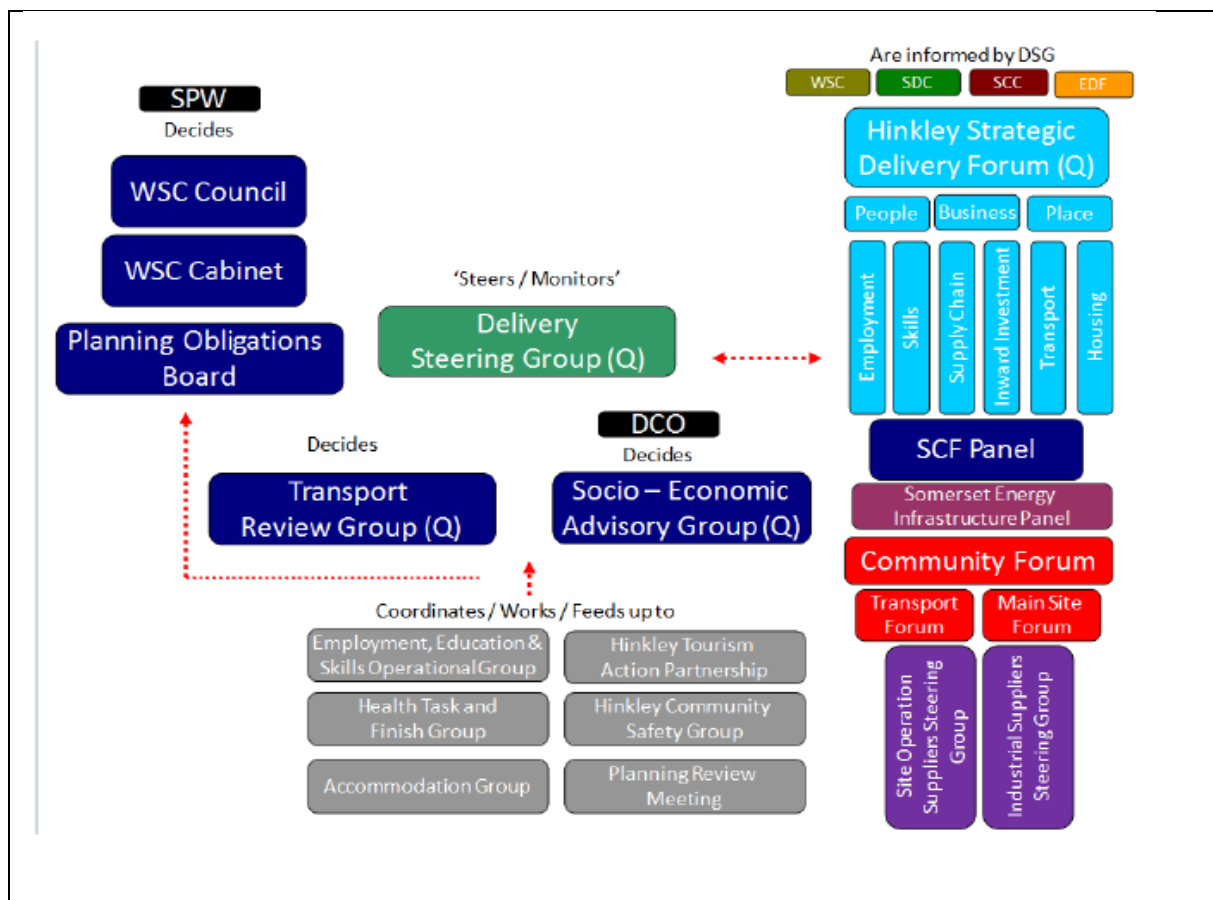 SPW
Decides
WSC Council
WSC Cabinet
Planning Obligations
Board
'Steers / Monitors'
Delivery
Steering Group (Q)
Decides
Transport
Review Group (Q)
DCO
Decides
Socio – Economic
Advisory Group (Q)
Coordinates / Works / Feeds up to
Employment, Education &
Skills Operational Group
Hinkley Tourism
Action Partnership
Health Task and
Finish Group
Hinkley Community
Safety Group
Accommodation Group
Planning Review
Meeting
Are informed by DSG
WSC
SDC
SCC
EDF
Hinkley Strategic
Delivery Forum (Q)
People
Business
Place
Employment
Skills
Supply Chain
Inward Investment
Transport
Housing
SCF Panel
Somerset Energy
Infrastructure Panel
Community Forum
Transport
Forum
Main Site
Forum
Site Operation
Suppliers Steering
Group
Industrial Suppliers
Steering Group